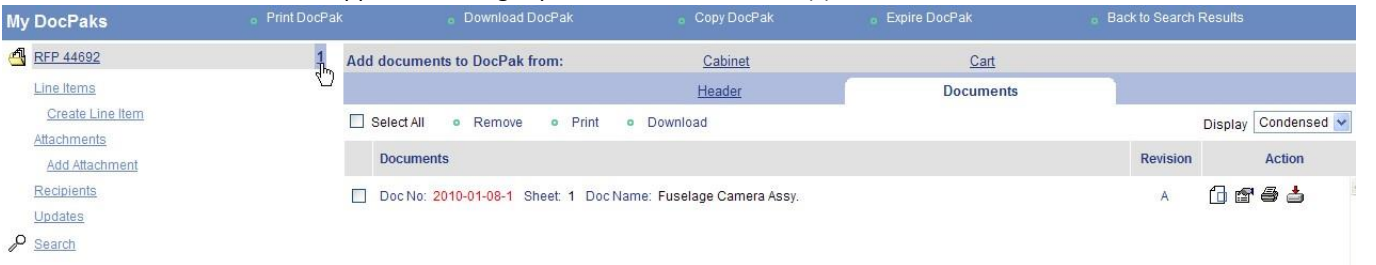 My DocPaks Print DocPak Download DocPak Copy DocPak Expire DocPak Back to Search Results
RFP 44692 1 Add documents to DocPak from: Cabinet Cart
Line Items Header Documents
Create Line Item Select All Remove Print Download Display Condensed
Attachments
Add Attachment Documents Revision Action
Recipients Doc No: 2010-01-08-1 Sheet: 1 Doc Name: Fuselage Camera Assy. A
Updates
Search